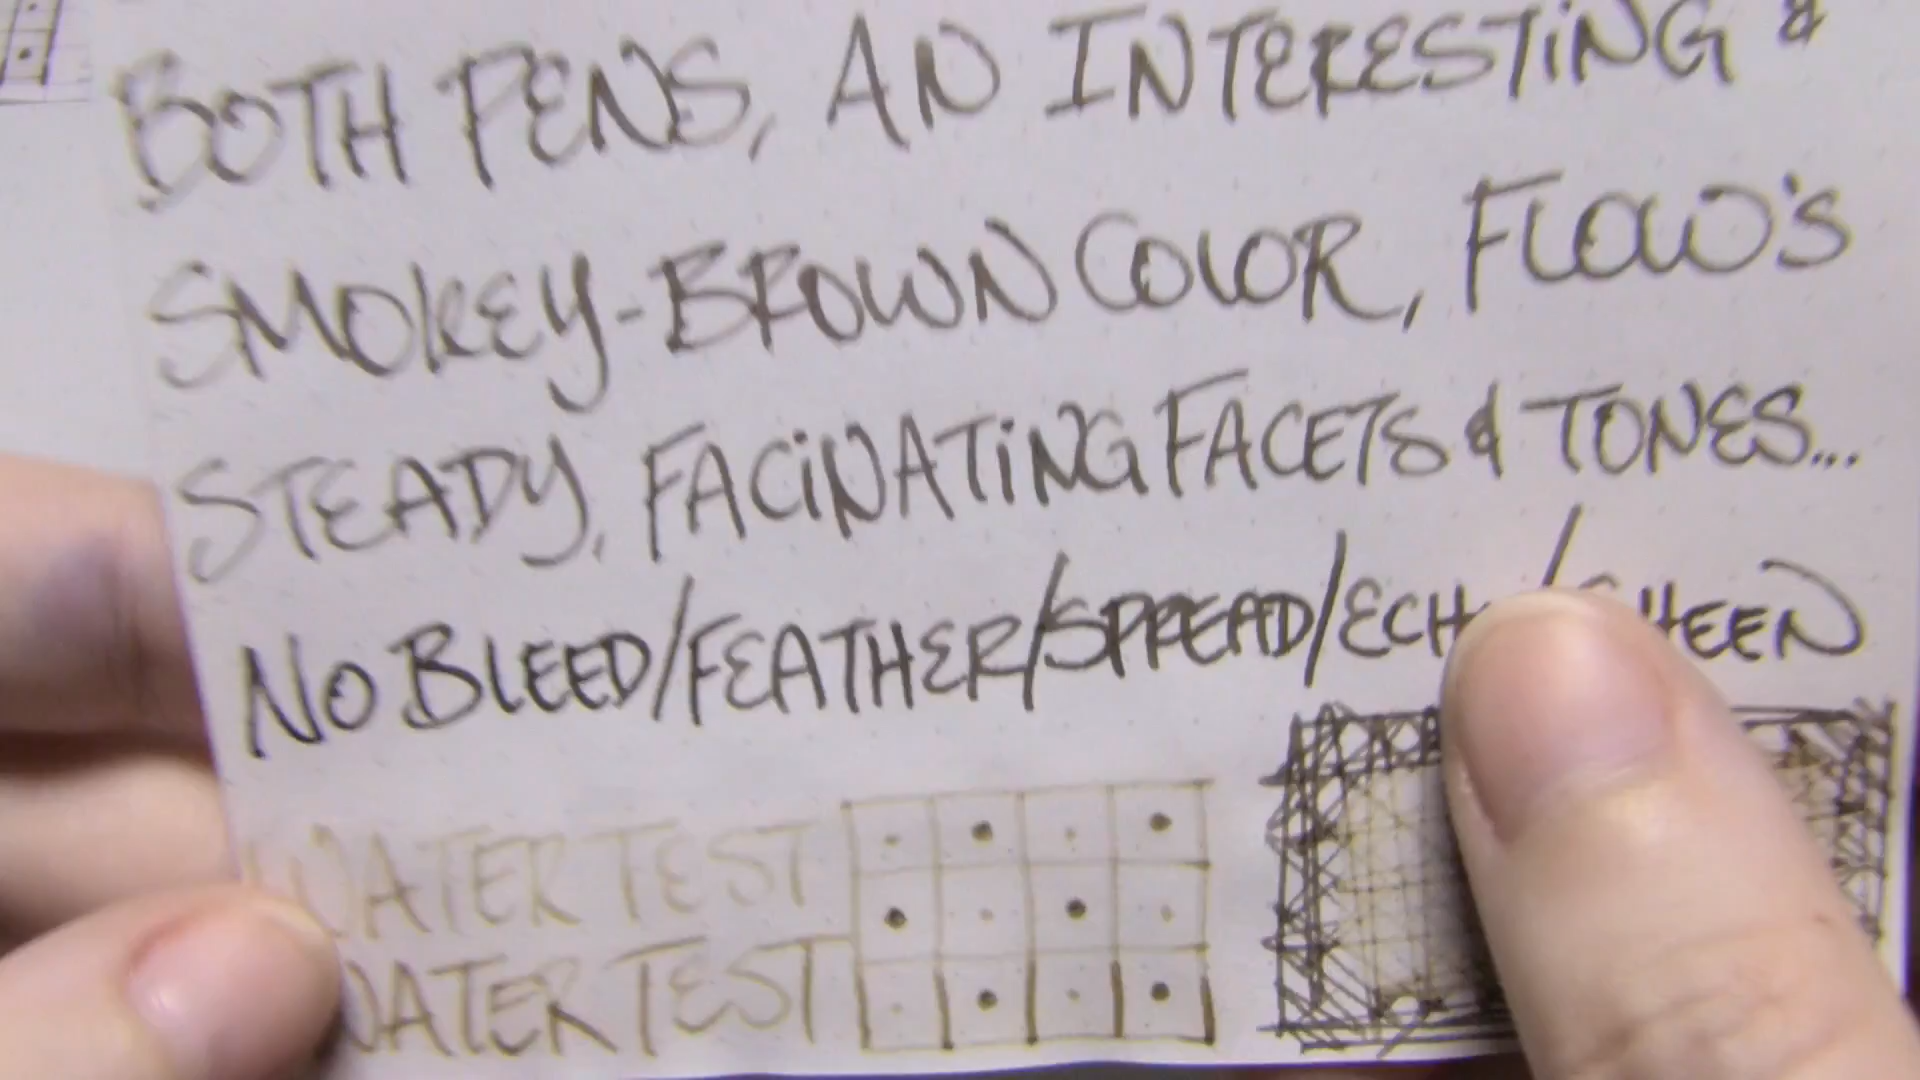 BOTH PENS, AN INTERESTING &
SMOKEY-BROWN COLOR, FLOW'S
STEADY, FACINATING FACETS & TONES...
NO BLEED/FEATHER/SPREAD/
WATER TEST
WATER TEST